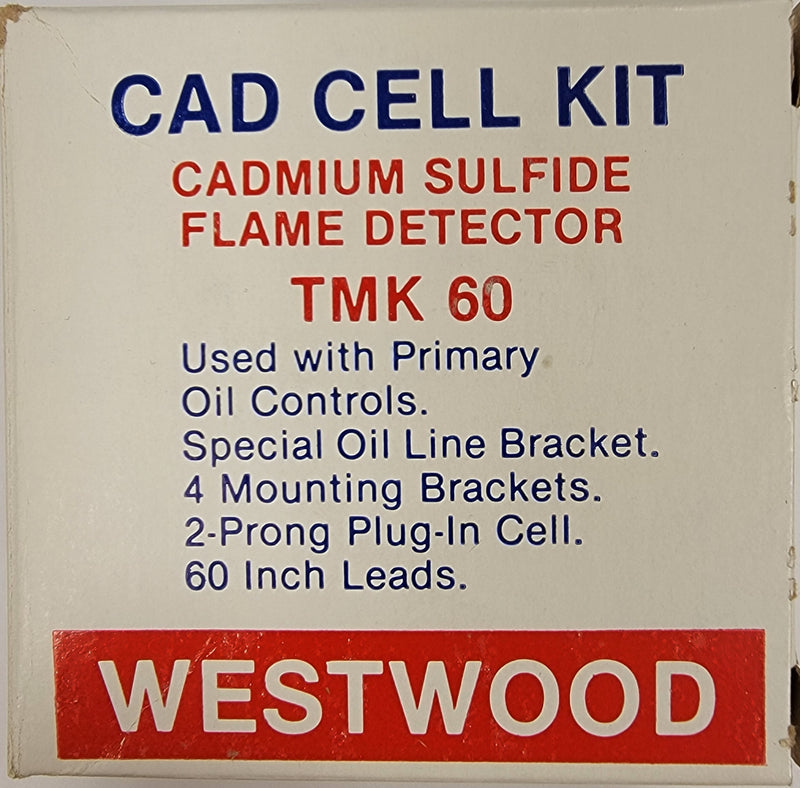 CAD CELL KIT
CADMIUM SULFIDE
FLAME DETECTOR
TMK 60
Used with Primary
Oil Controls.
Special Oil Line Bracket.
4 Mounting Brackets.
2-Prong Plug-In Cell.
60 Inch Leads.
WESTWOOD